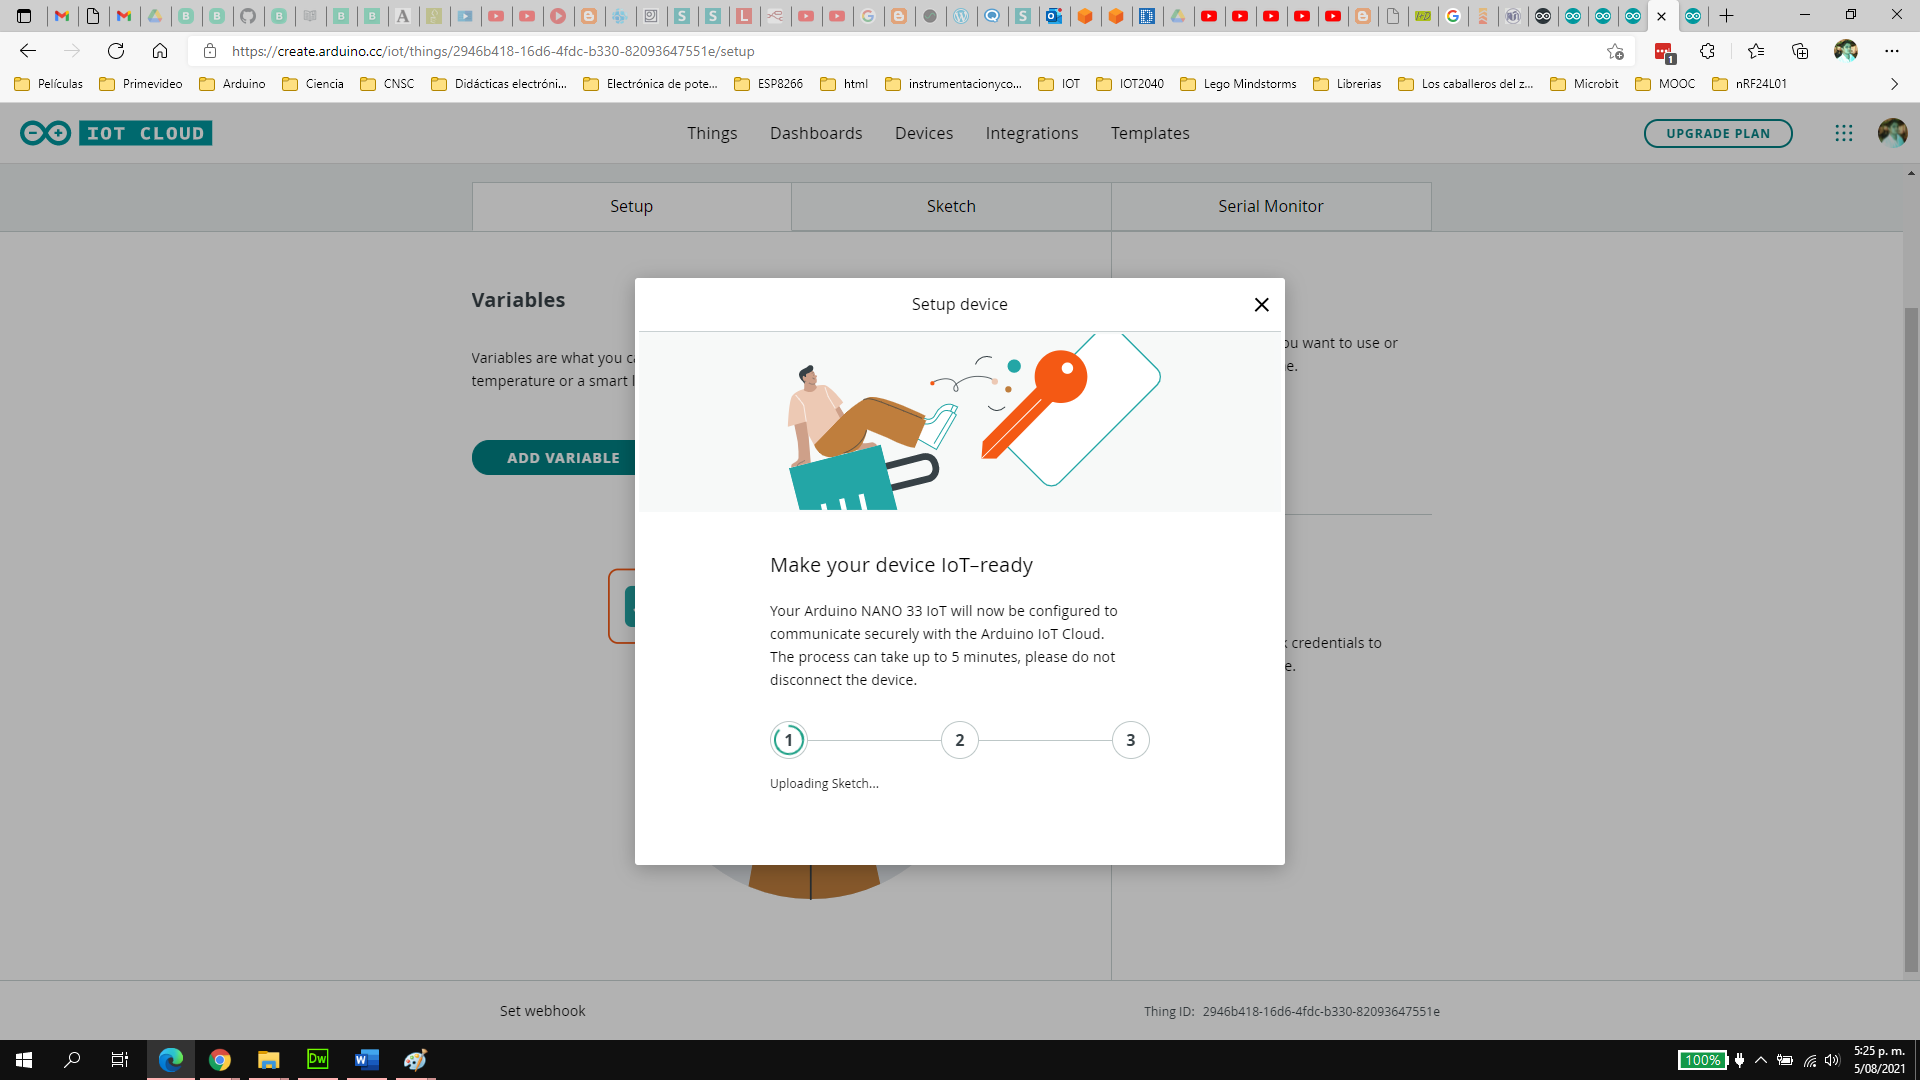 https://create.arduino.cc/iot/things/2946b418-16d6-4fdc-b330-82093647551e/setup
1
Películas
Primevideo
Arduino
Ciencia
CNSC
Didácticas electróni...
Electrónica de pote...
ESP8266
html
instrumentacionyco...
IOT
IOT2040
Lego Mindstorms
Librerias
Los caballeros del z...
Microbit
MOOC
nRF24L01
IOT CLOUD
Things
Dashboards
Devices
Integrations
Templates
UPGRADE PLAN
Setup
Sketch
Serial Monitor
Variables
Variables are what you c
temperature or a smart l
ADD VARIABLE
ou want to use or
e.
credentials to
e.
Setup device
Make your device IoT–ready
Your Arduino NANO 33 IoT will now be configured to
communicate securely with the Arduino IoT Cloud.
The process can take up to 5 minutes, please do not
disconnect the device.
1
2
3
Uploading Sketch...
Set webhook
Thing ID: 2946b418-16d6-4fdc-b330-82093647551e
Dw
100%
5:25 p. m.
5/08/2021